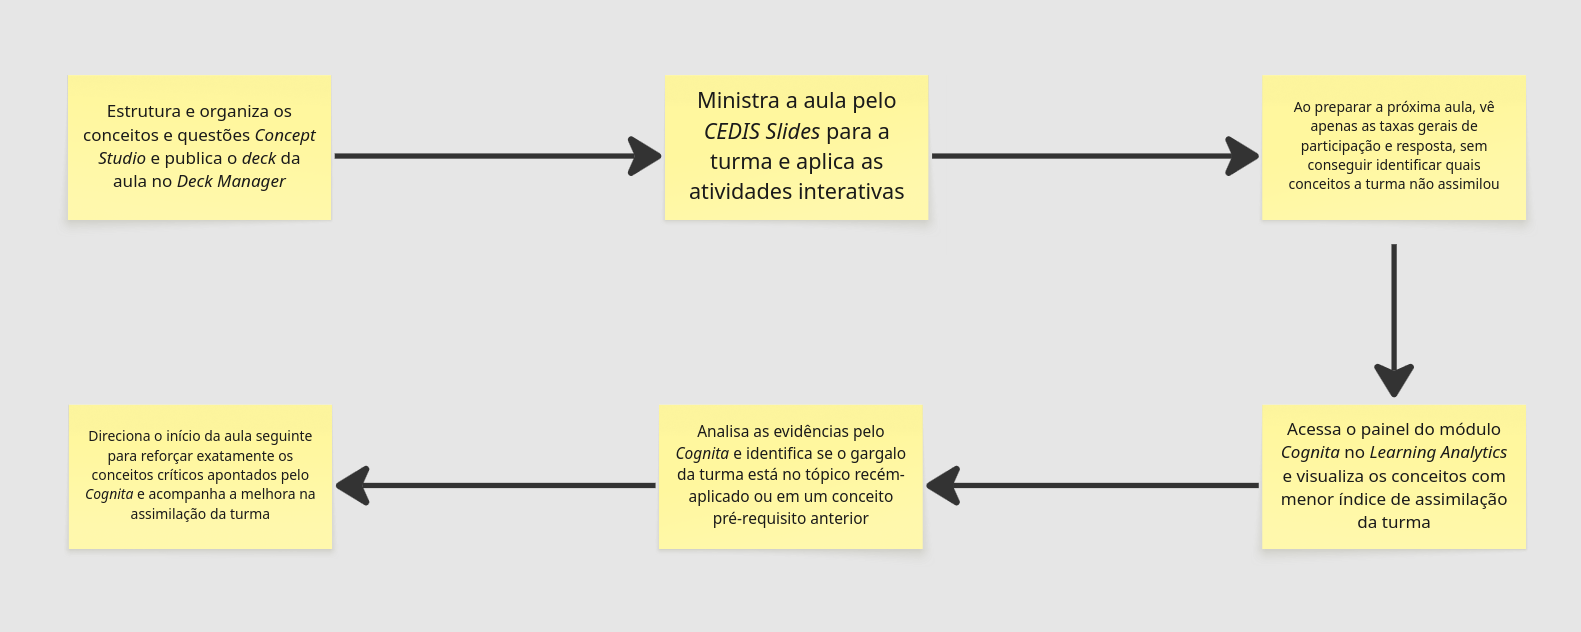 Estrutura e organiza os
conceitos e questões Concept
Studio e publica o deck da
aula no Deck Manager
Ministra a aula pelo
CEDIS Slides para a
turma e aplica as
atividades interativas
Ao preparar a próxima aula, vê
apenas as taxas gerais de
participação e resposta, sem
conseguir identificar quais
conceitos a turma não assimilou
Acessa o painel do módulo
Cognita no Learning Analytics
e visualiza os conceitos com
menor índice de assimilação
da turma
Analisa as evidências pelo
Cognita e identifica se o gargalo
da turma está no tópico recém-
aplicado ou em um conceito
pré-requisito anterior
Direciona o início da aula seguinte
para reforçar exatamente os
conceitos críticos apontados pelo
Cognita e acompanha a melhora na
assimilação da turma